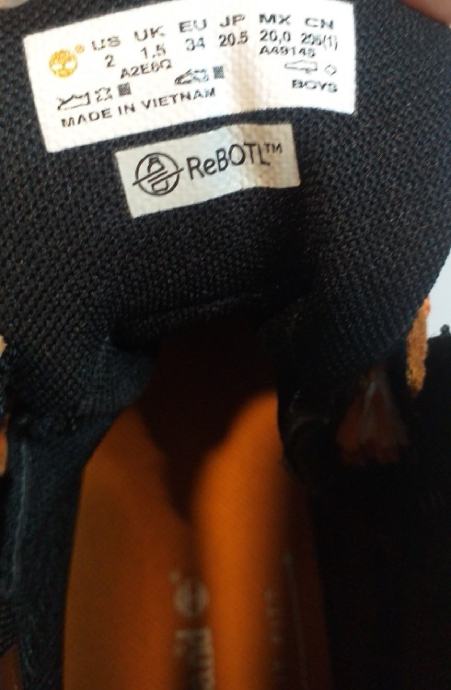 US UK EU JP MX CN
2 1.5 34 20.5 20,0 205(1)
A2E6Q A49145
BOYS
MADE IN VIETNAM
ReBOTL™